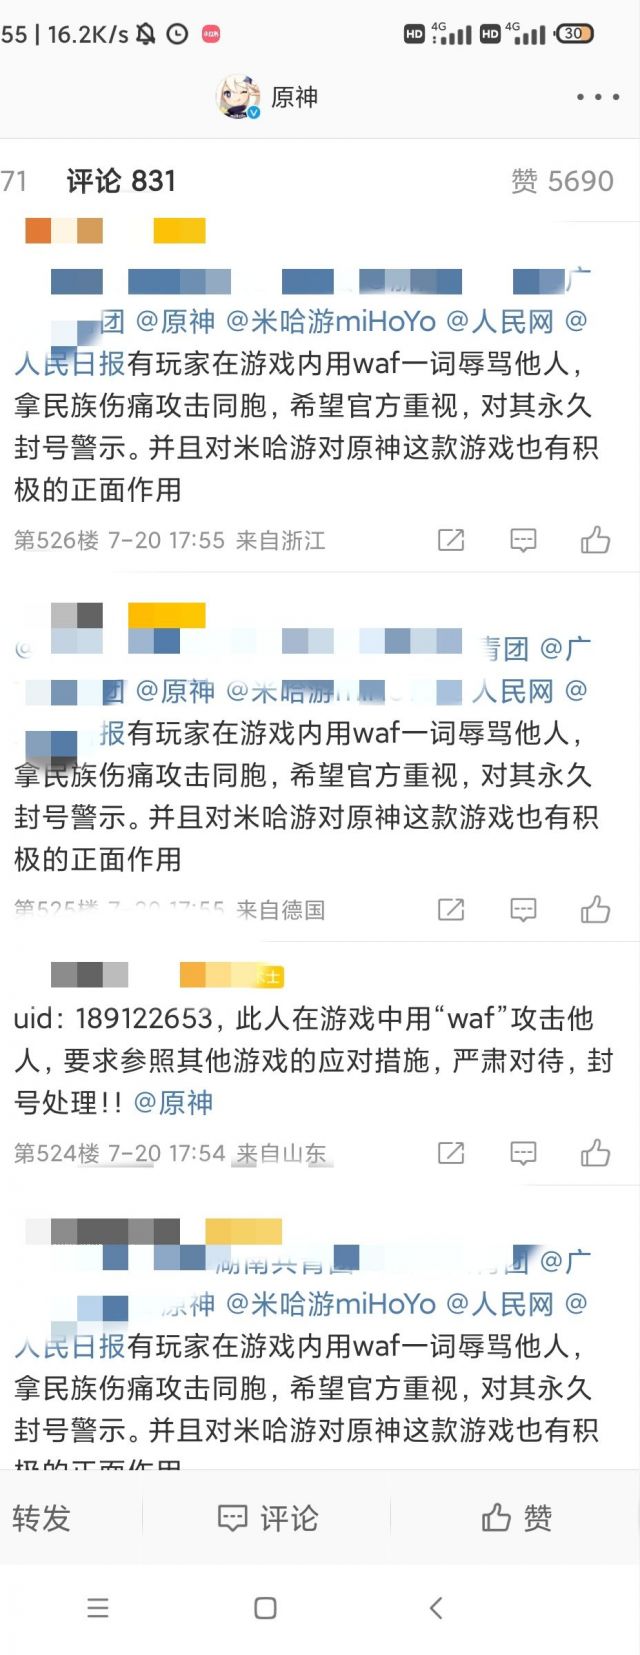 55 | 16.2K/s HD 4G HD 4G 30
原神
71 评论 831 赞 5690
广
团 @原神 @米哈游miHoYo @人民网 @
人民日报有玩家在游戏内用waf一词辱骂他人，
拿民族伤痛攻击同胞，希望官方重视，对其永久
封号警示。并且对米哈游对原神这款游戏也有积
极的正面作用
第526楼 7-20 17:55 来自浙江
青团 @广
团 @原神 @米哈游mi 人民网 @
报有玩家在游戏内用waf一词辱骂他人，
拿民族伤痛攻击同胞，希望官方重视，对其永久
封号警示。并且对米哈游对原神这款游戏也有积
极的正面作用
第525楼 7-20 17:55 来自德国
uid：189122653，此人在游戏中用“waf”攻击他
人，要求参照其他游戏的应对措施，严肃对待，封
号处理！！@原神
第524楼 7-20 17:54 来自山东
湖南共青团 团 @广
原神 @米哈游miHoYo @人民网 @
人民日报有玩家在游戏内用waf一词辱骂他人，
拿民族伤痛攻击同胞，希望官方重视，对其永久
封号警示。并且对米哈游对原神这款游戏也有积
极的正面作用
转发 评论 赞